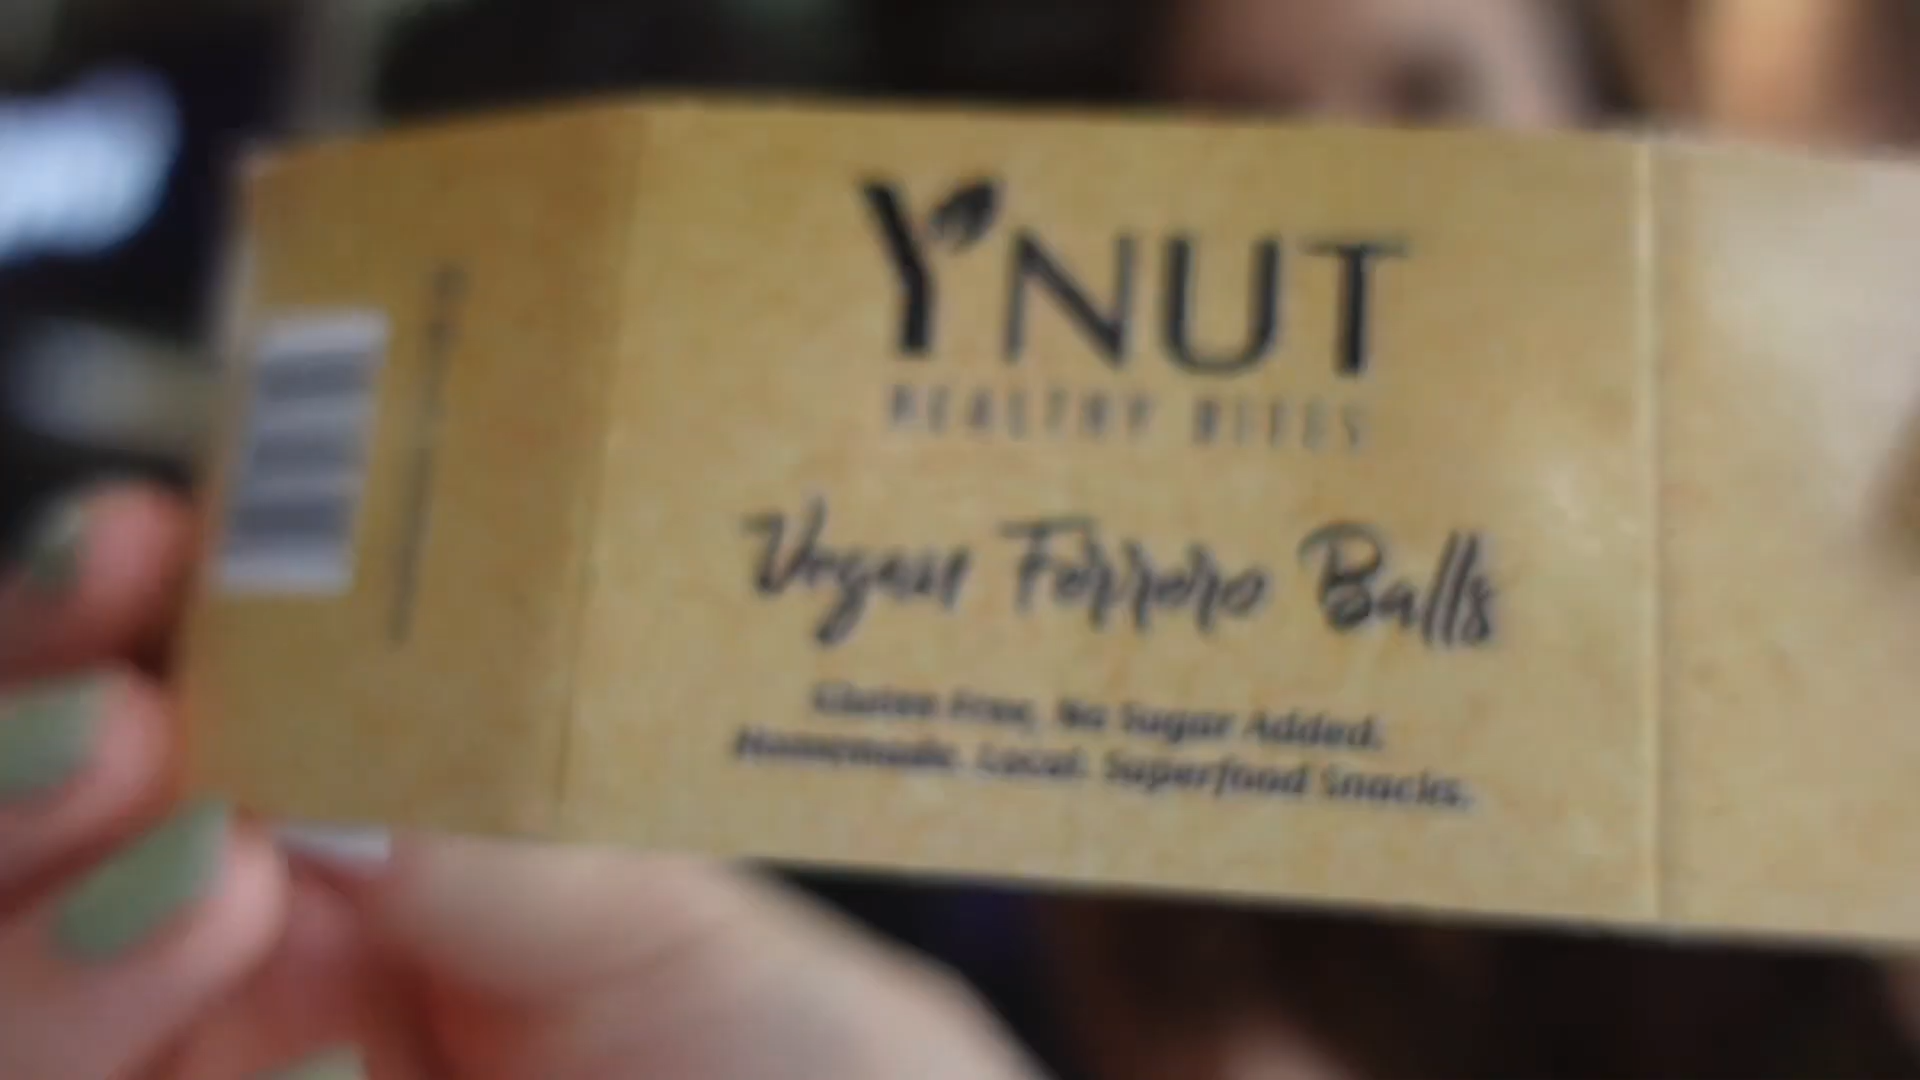 Y'NUT
HEALTHY BITES
Vegan Ferrero Balls
Gluten Free, No Sugar Added.
Homemade. Local. Superfood Snacks.